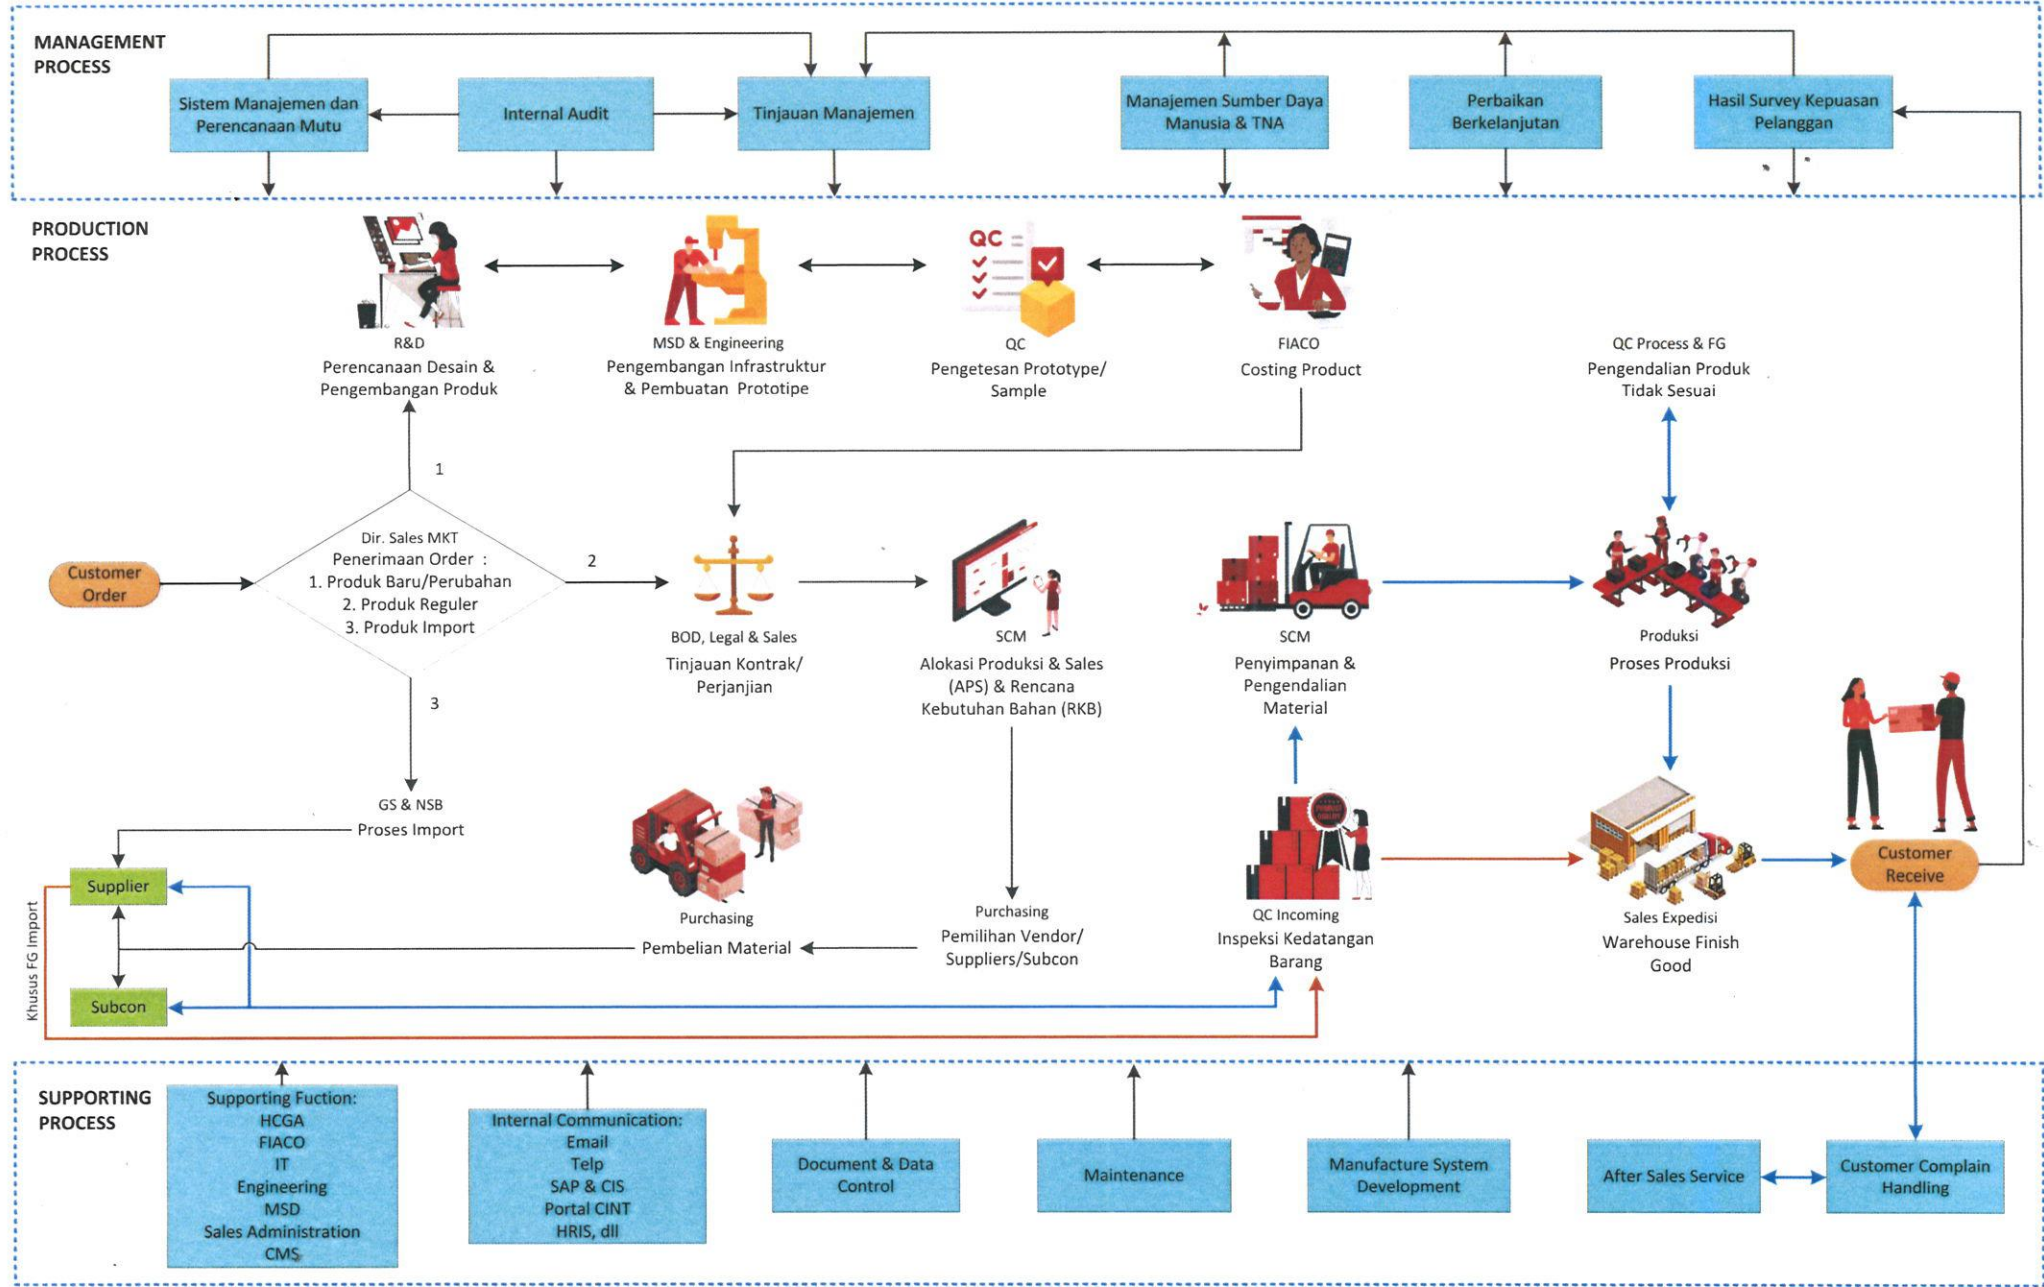 MANAGEMENT
PROCESS
Sistem Manajemen dan
Perencanaan Mutu
Internal Audit
Tinjauan Manajemen
Manajemen Sumber Daya
Manusia & TNA
Perbaikan
Berkelanjutan
Hasil Survey Kepuasan
Pelanggan
PRODUCTION
PROCESS
QC
R&D
Perencanaan Desain &
Pengembangan Produk
MSD & Engineering
Pengembangan Infrastruktur
& Pembuatan Prototipe
QC
Pengetesan Prototype/
Sample
FIACO
Costing Product
QC Process & FG
Pengendalian Produk
Tidak Sesuai
1
Customer
Order
Dir. Sales MKT
Penerimaan Order :
1. Produk Baru/Perubahan
2. Produk Reguler
3. Produk Import
2
BOD, Legal & Sales
Tinjauan Kontrak/
Perjanjian
SCM
Alokasi Produksi & Sales
(APS) & Rencana
Kebutuhan Bahan (RKB)
SCM
Penyimpanan &
Pengendalian
Material
Produksi
Proses Produksi
3
GS & NSB
Proses Import
Supplier
Khusus FG Import
Subcon
Purchasing
Pembelian Material
Purchasing
Pemilihan Vendor/
Suppliers/Subcon
QC Incoming
Inspeksi Kedatangan
Barang
Sales Expedisi
Warehouse Finish
Good
Customer
Receive
SUPPORTING
PROCESS
Supporting Fuction:
HCGA
FIACO
IT
Engineering
MSD
Sales Administration
CMS
Internal Communication:
Email
Telp
SAP & CIS
Portal CINT
HRIS, dll
Document & Data
Control
Maintenance
Manufacture System
Development
After Sales Service
Customer Complain
Handling